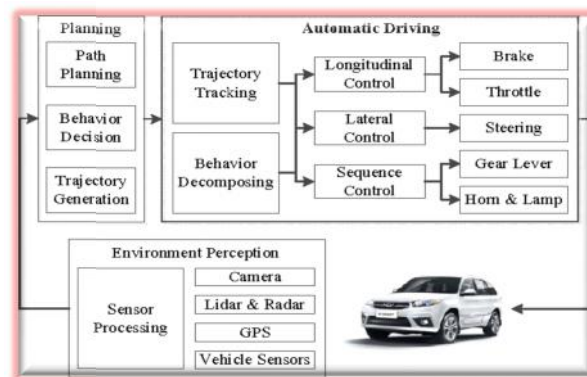 Planning
Path
Planning
Behavior
Decision
Trajectory
Generation
Automatic Driving
Trajectory
Tracking
Behavior
Decomposing
Longitudinal
Control
Lateral
Control
Sequence
Control
Brake
Throttle
Steering
Gear Lever
Horn & Lamp
Environment Perception
Sensor
Processing
Camera
Lidar & Radar
GPS
Vehicle Sensors